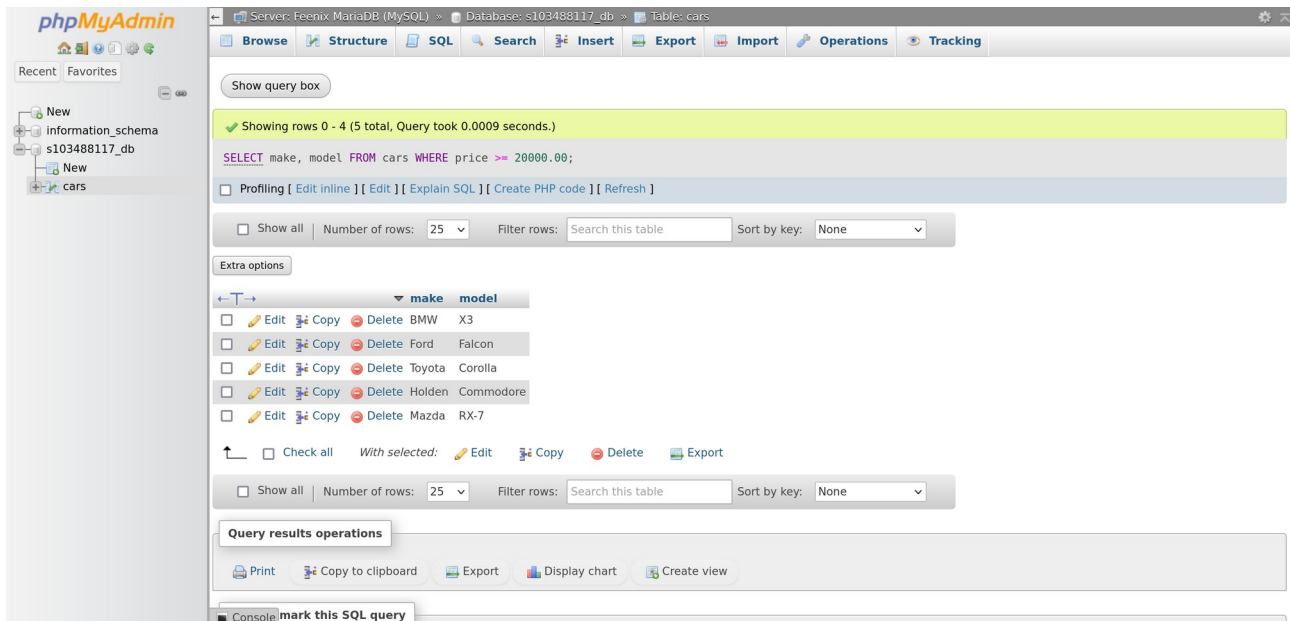 phpMyAdmin
Recent Favorites
New
information_schema
s103488117_db
New
cars
← Server: Feenix MariaDB (MySQL) » Database: s103488117_db » Table: cars
Browse Structure SQL Search Insert Export Import Operations Tracking
Show query box
Showing rows 0 - 4 (5 total, Query took 0.0009 seconds.)
SELECT make, model FROM cars WHERE price >= 20000.00;
Profiling [ Edit inline ] [ Edit ] [ Explain SQL ] [ Create PHP code ] [ Refresh ]
Show all | Number of rows: 25 Filter rows: Search this table Sort by key: None
Extra options
←T→ make model
Edit Copy Delete BMW X3
Edit Copy Delete Ford Falcon
Edit Copy Delete Toyota Corolla
Edit Copy Delete Holden Commodore
Edit Copy Delete Mazda RX-7
Check all With selected: Edit Copy Delete Export
Show all | Number of rows: 25 Filter rows: Search this table Sort by key: None
Query results operations
Print Copy to clipboard Export Display chart Create view
Console mark this SQL query